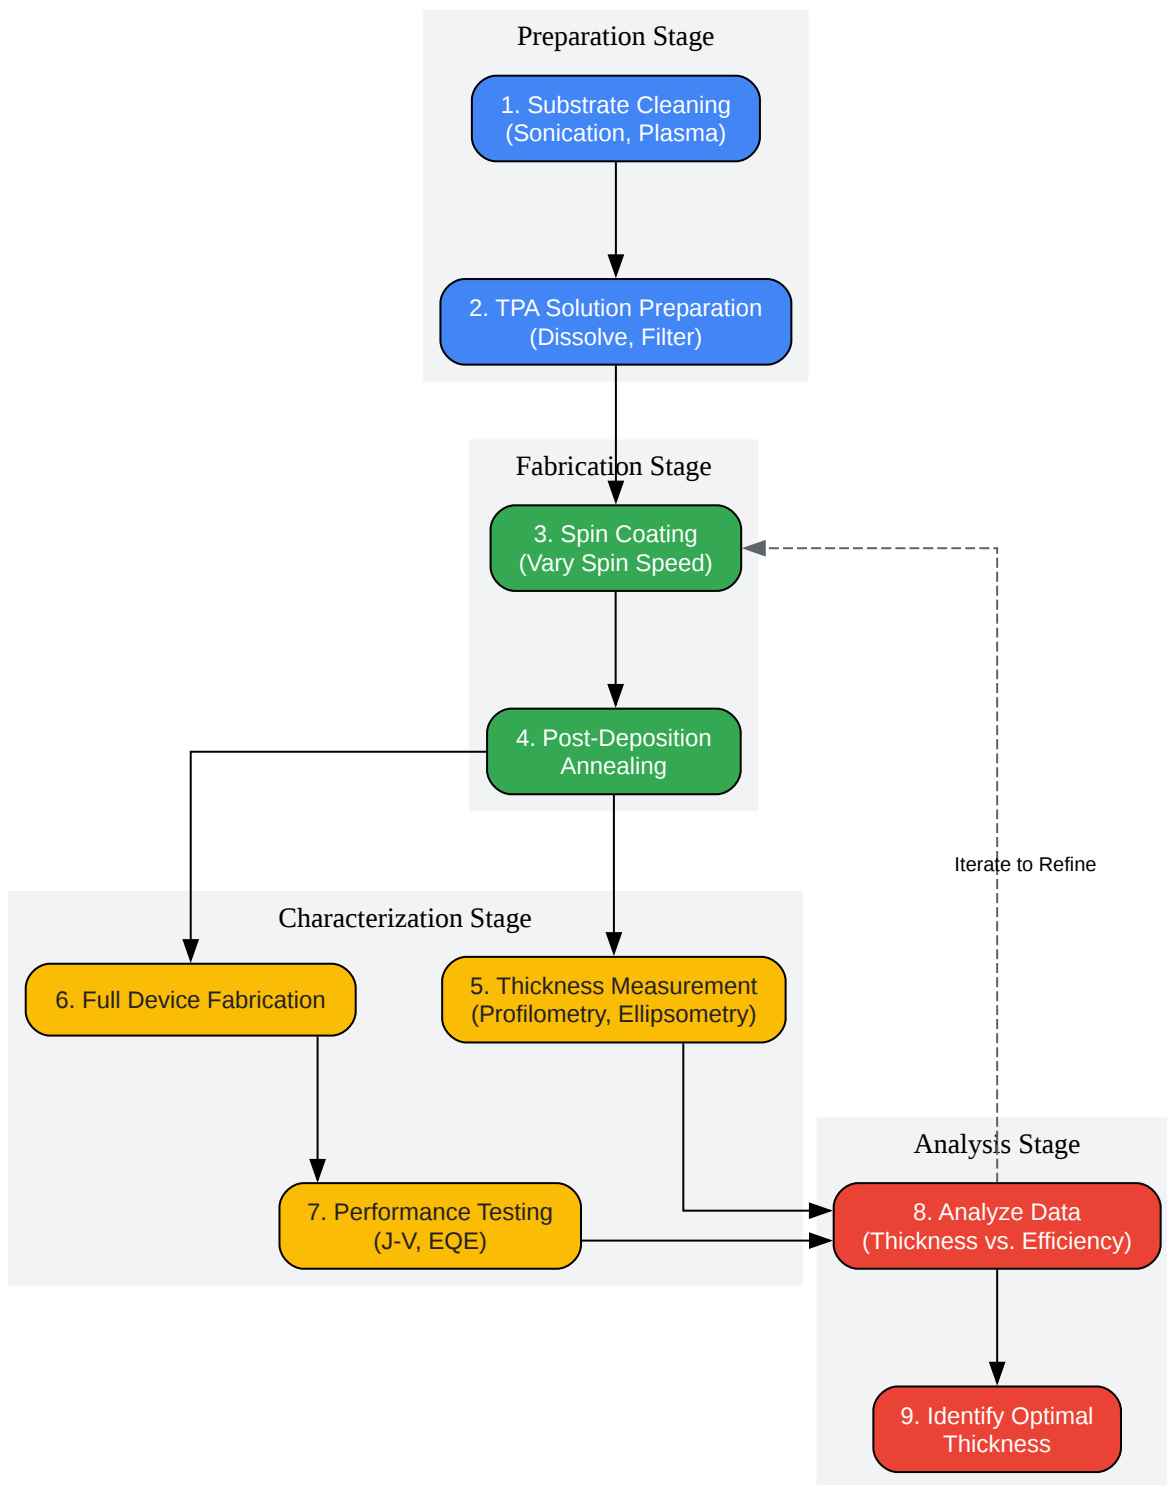 Preparation Stage
1. Substrate Cleaning
(Sonication, Plasma)
2. TPA Solution Preparation
(Dissolve, Filter)
Fabrication Stage
3. Spin Coating
(Vary Spin Speed)
4. Post-Deposition
Annealing
Iterate to Refine
Characterization Stage
6. Full Device Fabrication
5. Thickness Measurement
(Profilometry, Ellipsometry)
7. Performance Testing
(J-V, EQE)
Analysis Stage
8. Analyze Data
(Thickness vs. Efficiency)
9. Identify Optimal
Thickness